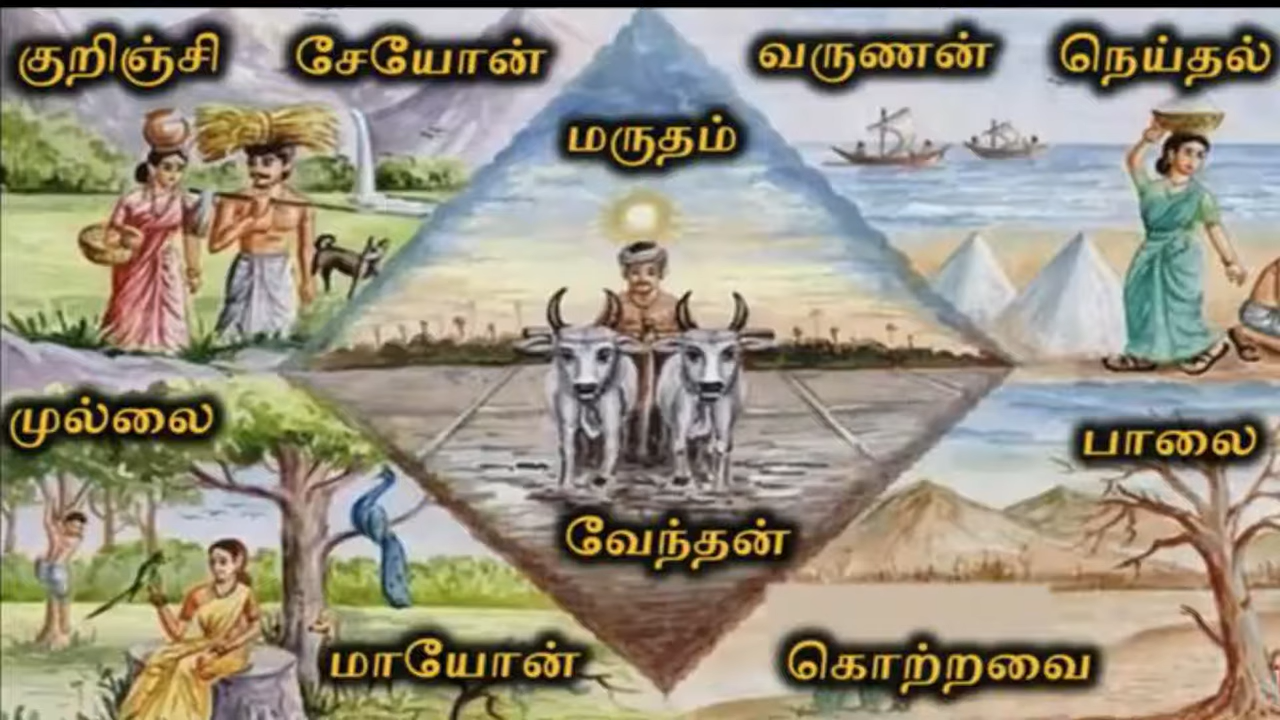 குறிஞ்சி சேயோன் வருணன் நெய்தல்
மருதம்
முல்லை
பாலை
வேந்தன்
மாயோன்
கொற்றவை